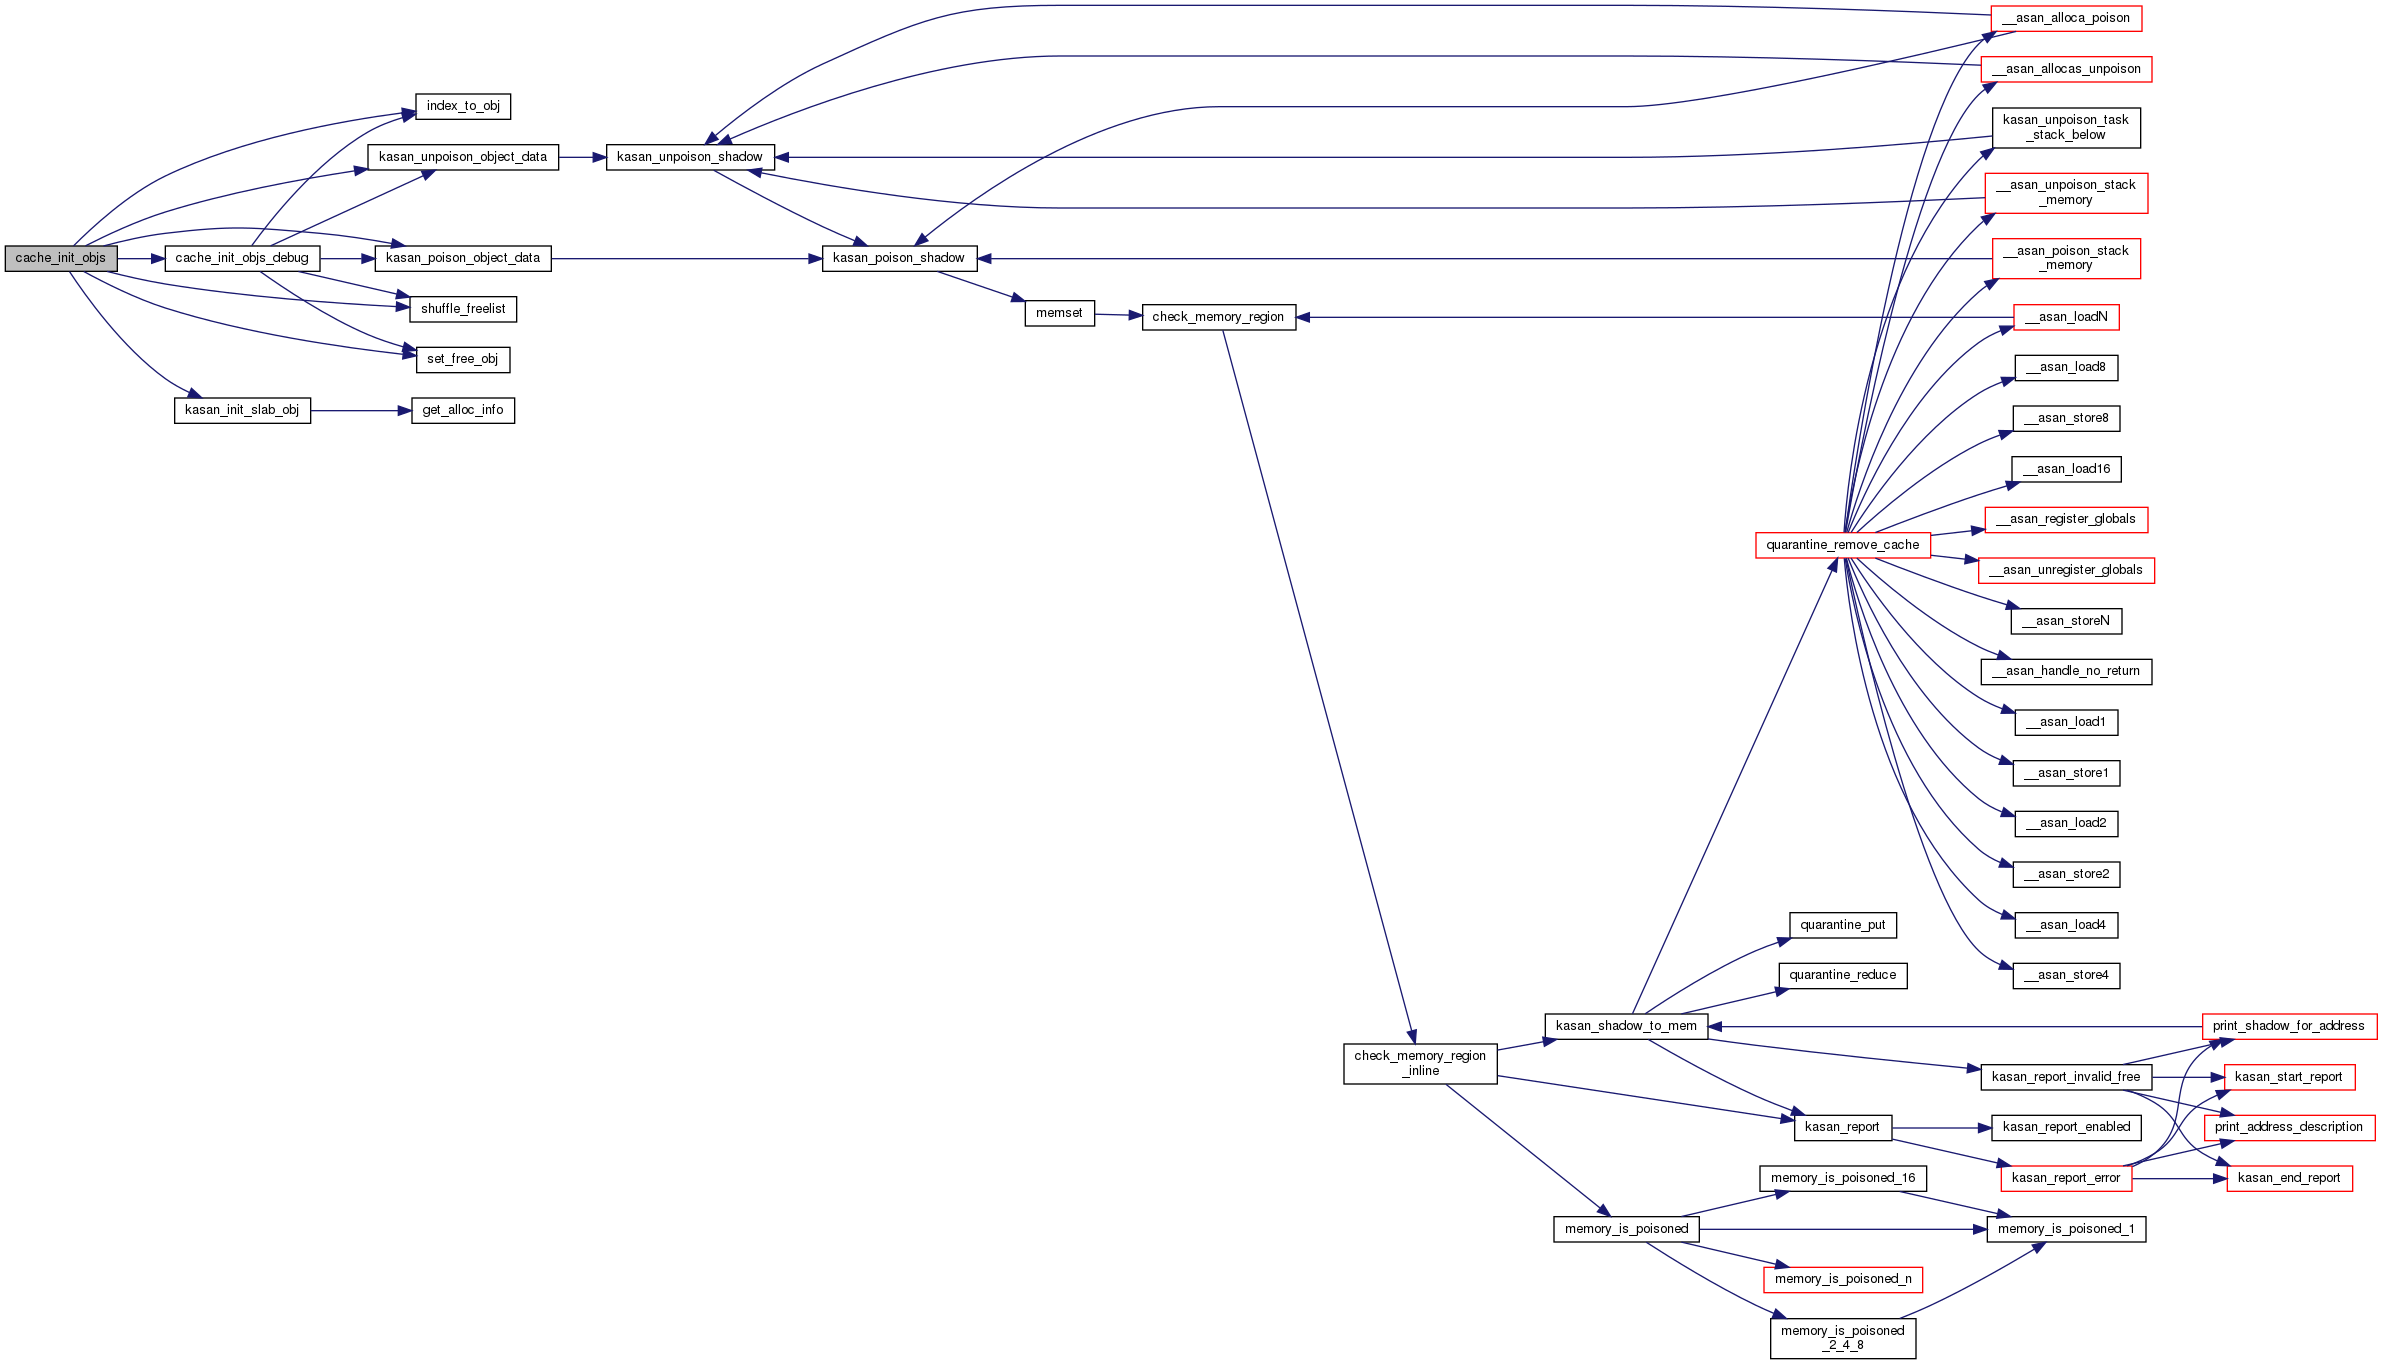 cache_init_objs
index_to_obj
kasan_unpoison_object_data
cache_init_objs_debug
kasan_poison_object_data
shuffle_freelist
set_free_obj
kasan_init_slab_obj
get_alloc_info
kasan_unpoison_shadow
kasan_poison_shadow
memset
check_memory_region
check_memory_region
_inline
kasan_shadow_to_mem
memory_is_poisoned
quarantine_remove_cache
quarantine_put
quarantine_reduce
kasan_report
memory_is_poisoned_16
memory_is_poisoned_n
memory_is_poisoned
_2_4_8
__asan_alloca_poison
__asan_allocas_unpoison
kasan_unpoison_task
_stack_below
__asan_unpoison_stack
_memory
__asan_poison_stack
_memory
__asan_loadN
__asan_load8
__asan_store8
__asan_load16
__asan_register_globals
__asan_unregister_globals
__asan_storeN
__asan_handle_no_return
__asan_load1
__asan_store1
__asan_load2
__asan_store2
__asan_load4
__asan_store4
kasan_report_invalid_free
kasan_report_enabled
kasan_report_error
memory_is_poisoned_1
print_shadow_for_address
kasan_start_report
print_address_description
kasan_end_report